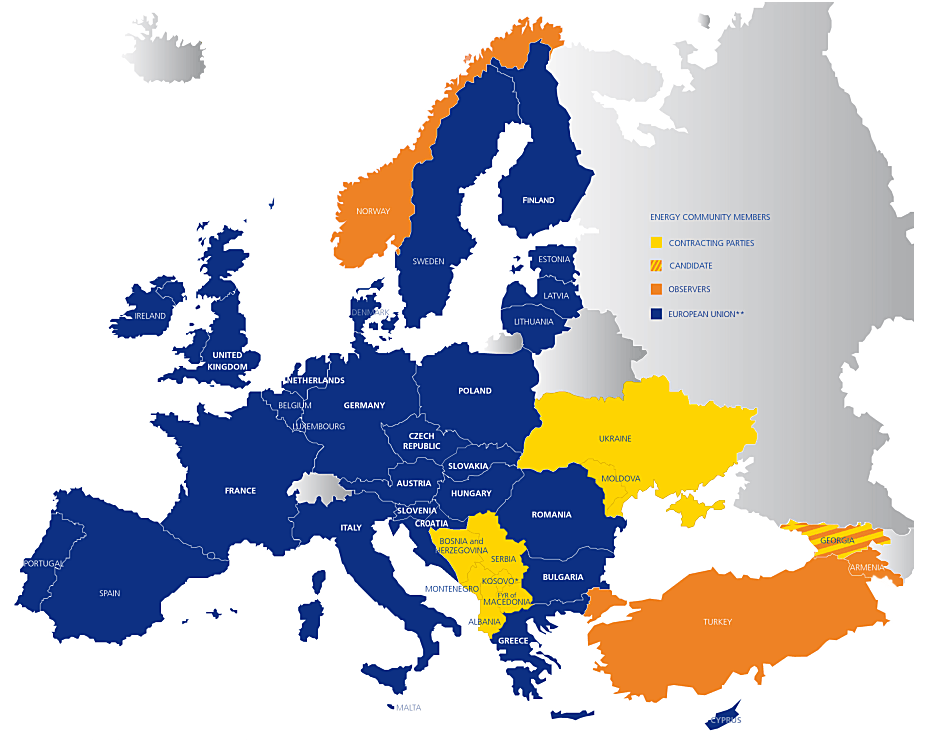 NORWAY
FINLAND
SWEDEN
ESTONIA
LATVIA
LITHUANIA
DENMARK
IRELAND
UNITED
KINGDOM
ENERGY COMMUNITY MEMBERS
CONTRACTING PARTIES
CANDIDATE
OBSERVERS
EUROPEAN UNION**
NETHERLANDS
BELGIUM
LUXEMBOURG
GERMANY
POLAND
CZECH
REPUBLIC
SLOVAKIA
AUSTRIA
HUNGARY
SLOVENIA
CROATIA
FRANCE
ITALY
ROMANIA
UKRAINE
MOLDOVA
BOSNIA and
HERZEGOVINA
SERBIA
KOSOVO*
MONTENEGRO
FYR of
MACEDONIA
ALBANIA
BULGARIA
GREECE
GEORGIA
ARMENIA
TURKEY
PORTUGAL
SPAIN
MALTA
CYPRUS